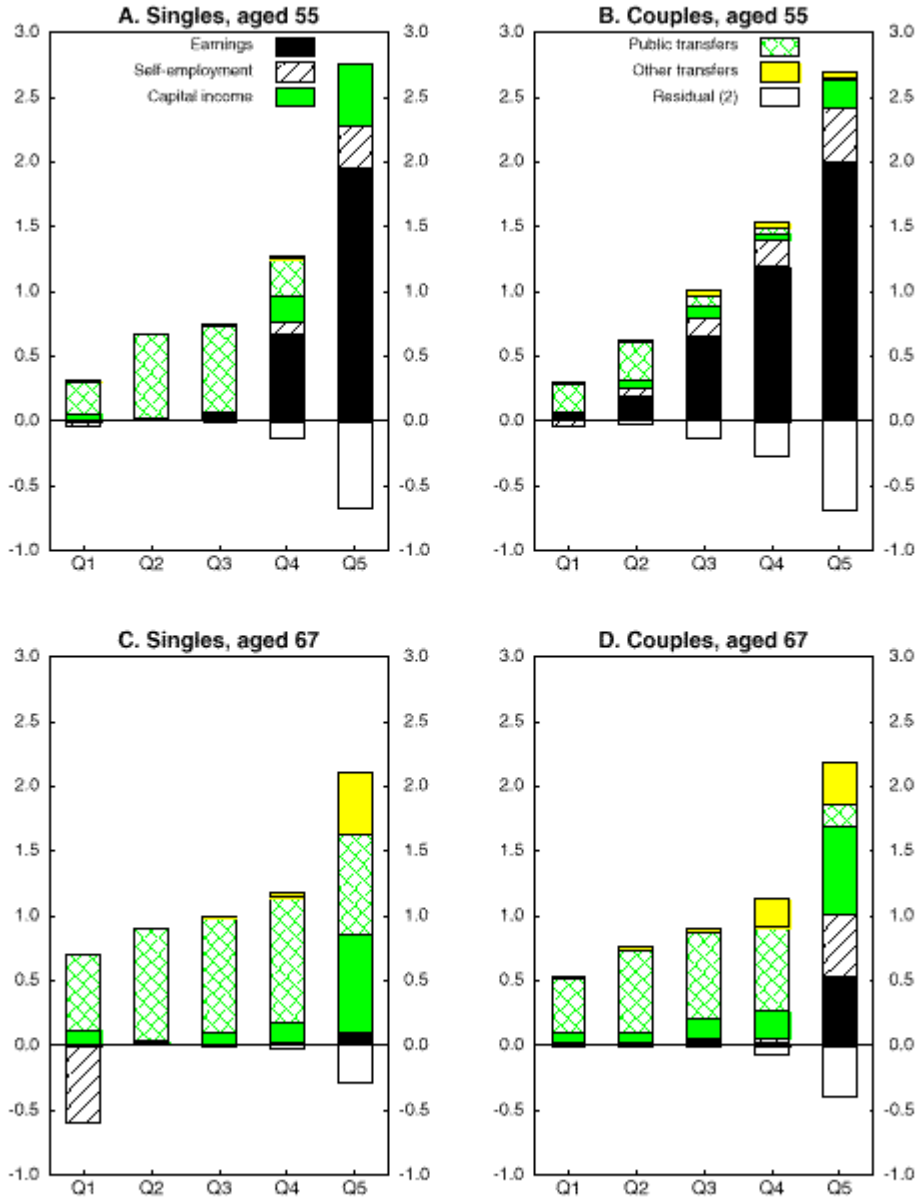 A. Singles, aged 55
3.0 3.0
Earnings
Self-employment
Capital income
2.5 2.5
2.0 2.0
1.5 1.5
1.0 1.0
0.5 0.5
0.0 0.0
-0.5 -0.5
-1.0 -1.0
Q1 Q2 Q3 Q4 Q5
B. Couples, aged 55
3.0 3.0
Public transfers
Other transfers
Residual (2)
2.5 2.5
2.0 2.0
1.5 1.5
1.0 1.0
0.5 0.5
0.0 0.0
-0.5 -0.5
-1.0 -1.0
Q1 Q2 Q3 Q4 Q5
C. Singles, aged 67
3.0 3.0
2.5 2.5
2.0 2.0
1.5 1.5
1.0 1.0
0.5 0.5
0.0 0.0
-0.5 -0.5
-1.0 -1.0
Q1 Q2 Q3 Q4 Q5
D. Couples, aged 67
3.0 3.0
2.5 2.5
2.0 2.0
1.5 1.5
1.0 1.0
0.5 0.5
0.0 0.0
-0.5 -0.5
-1.0 -1.0
Q1 Q2 Q3 Q4 Q5